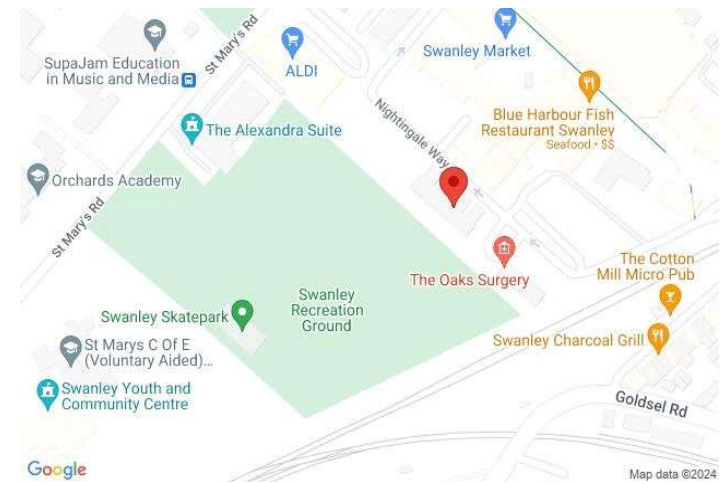 St Mary's Rd
SupaJam Education
in Music and Media
ALDI
Swanley Market
Blue Harbour Fish
Restaurant Swanley
Seafood • $$
Nightingale Way
The Alexandra Suite
Orchards Academy
St Mary's Rd
The Oaks Surgery
The Cotton
Mill Micro Pub
Swanley
Recreation
Ground
Swanley Skatepark
Swanley Charcoal Grill
St Marys C Of E
(Voluntary Aided)...
Swanley Youth and
Community Centre
Goldsel Rd
Google
Map data ©2024